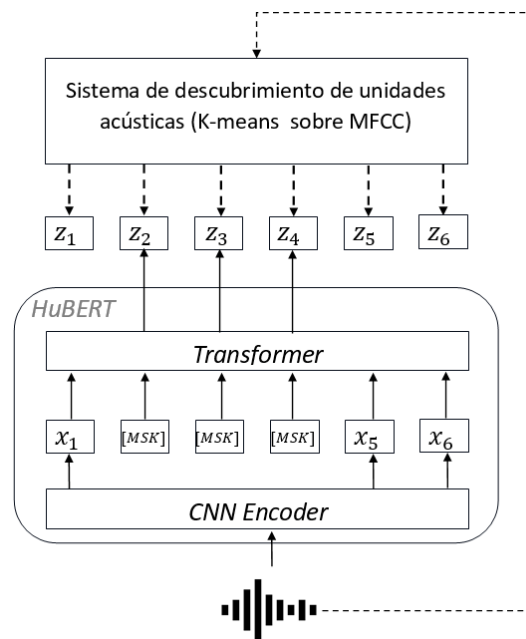 Sistema de descubrimiento de unidades
acústicas (K-means sobre MFCC)
z₁ z₂ z₃ z₄ z₅ z₆
HuBERT
Transformer
x₁ [MSK] [MSK] [MSK] x₅ x₆
CNN Encoder